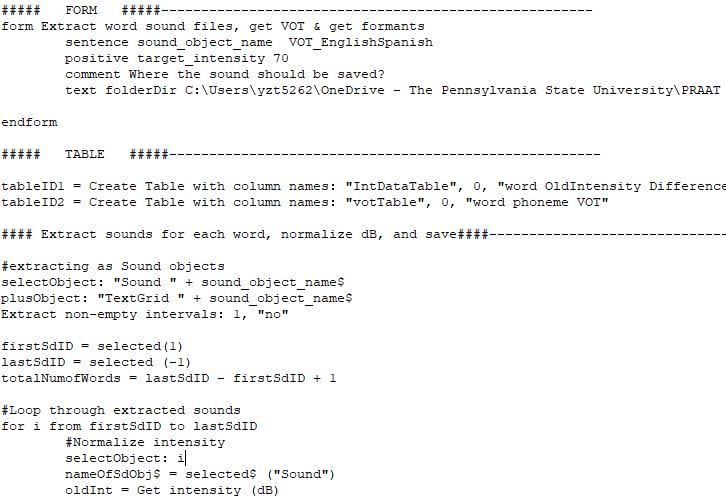 #####   FORM   #####------------------------------------------------------
form Extract word sound files, get VOT & get formants
        sentence sound_object_name  VOT_EnglishSpanish
        positive target_intensity 70
        comment Where the sound should be saved?
        text folderDir C:\Users\yzt5262\OneDrive - The Pennsylvania State University\PRAAT
endform
#####   TABLE   #####------------------------------------------------------
tableID1 = Create Table with column names: "IntDataTable", 0, "word OldIntensity Difference
tableID2 = Create Table with column names: "votTable", 0, "word phoneme VOT"
#### Extract sounds for each word, normalize dB, and save####------------------------------
#extracting as Sound objects
selectObject: "Sound " + sound_object_name$
plusObject: "TextGrid " + sound_object_name$
Extract non-empty intervals: 1, "no"
firstSdID = selected(1)
lastSdID = selected (-1)
totalNumofWords = lastSdID - firstSdID + 1
#Loop through extracted sounds
for i from firstSdID to lastSdID
        #Normalize intensity
        selectObject: i
        nameOfSdObj$ = selected$ ("Sound")
        oldInt = Get intensity (dB)